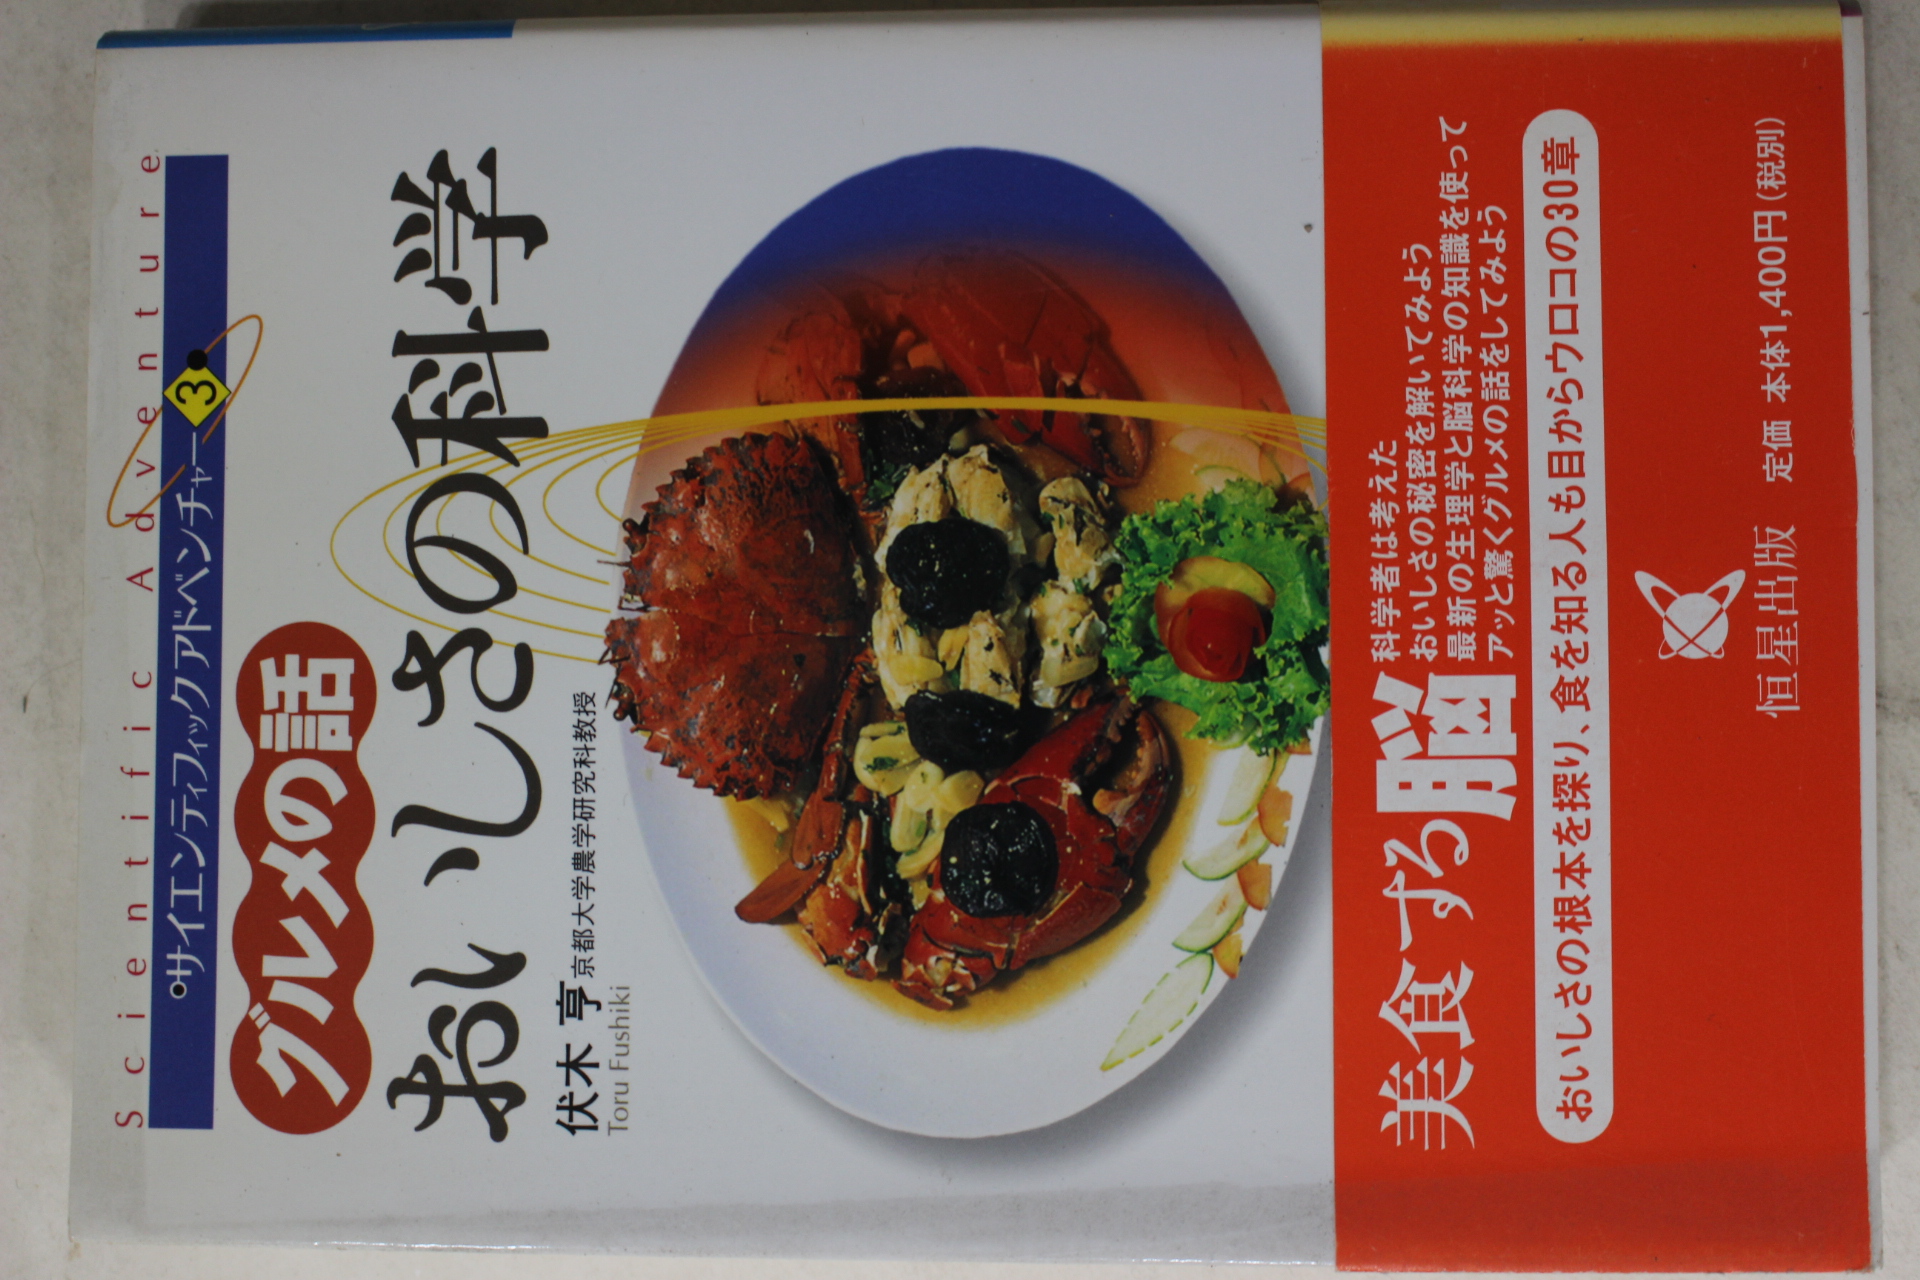 Scientific Adventure
サイエンティフィックアドベンチャー3
グルメの話
おいしさの科学
伏木 亨 京都大学農学研究科教授
Toru Fushiki
美食する脳
科学者は考えた
おいしさの秘密を解いてみよう
最新の生理学と脳科学の知識を使って
アッと驚くグルメの話をしてみよう
おいしさの根本を探り、食を知る人も目からウロコの30章
恒星出版 定価 本体1,400円(税別)